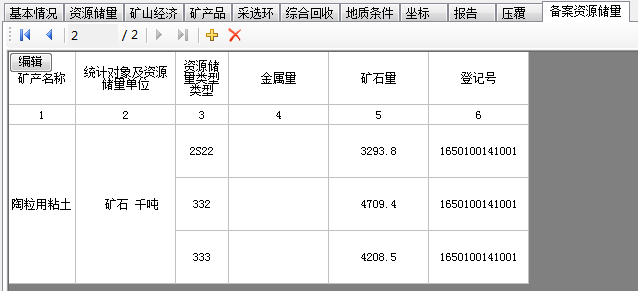 基本情况 资源储量 矿山经济 矿产品 采选环 综合回收 地质条件 坐标 报告 压覆 备案资源储量
2 / 2
编辑
矿产名称 统计对象及资源储量单位 资源储量类型类型 金属量 矿石量 登记号
1 2 3 4 5 6
陶粒用粘土 矿石 千吨
2S22 3293.8 1650100141001
332 4709.4 1650100141001
333 4208.5 1650100141001